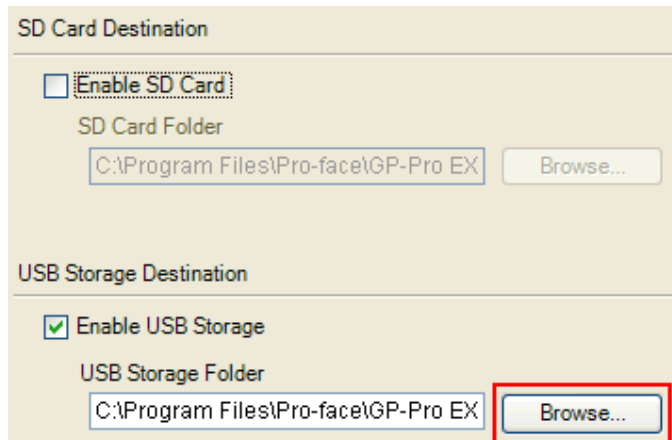 SD Card Destination
Enable SD Card
SD Card Folder
C:\Program Files\Pro-face\GP-Pro EX Browse...
USB Storage Destination
Enable USB Storage
USB Storage Folder
C:\Program Files\Pro-face\GP-Pro EX Browse...